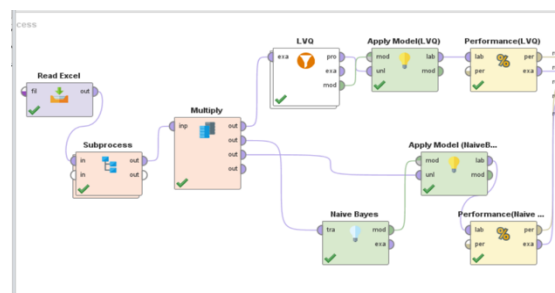 cess
LVQ
Apply Model(LVQ)
Performance(LVQ)
exa
pro
exa
mod
mod
unl
lab
mod
lab
per
per
exa
Read Excel
fil
out
Multiply
inp
out
out
out
out
Subprocess
in
in
out
out
Apply Model (NaiveB...
mod
unl
lab
mod
Naive Bayes
tra
mod
exa
Performance(Naive ...
lab
per
per
exa